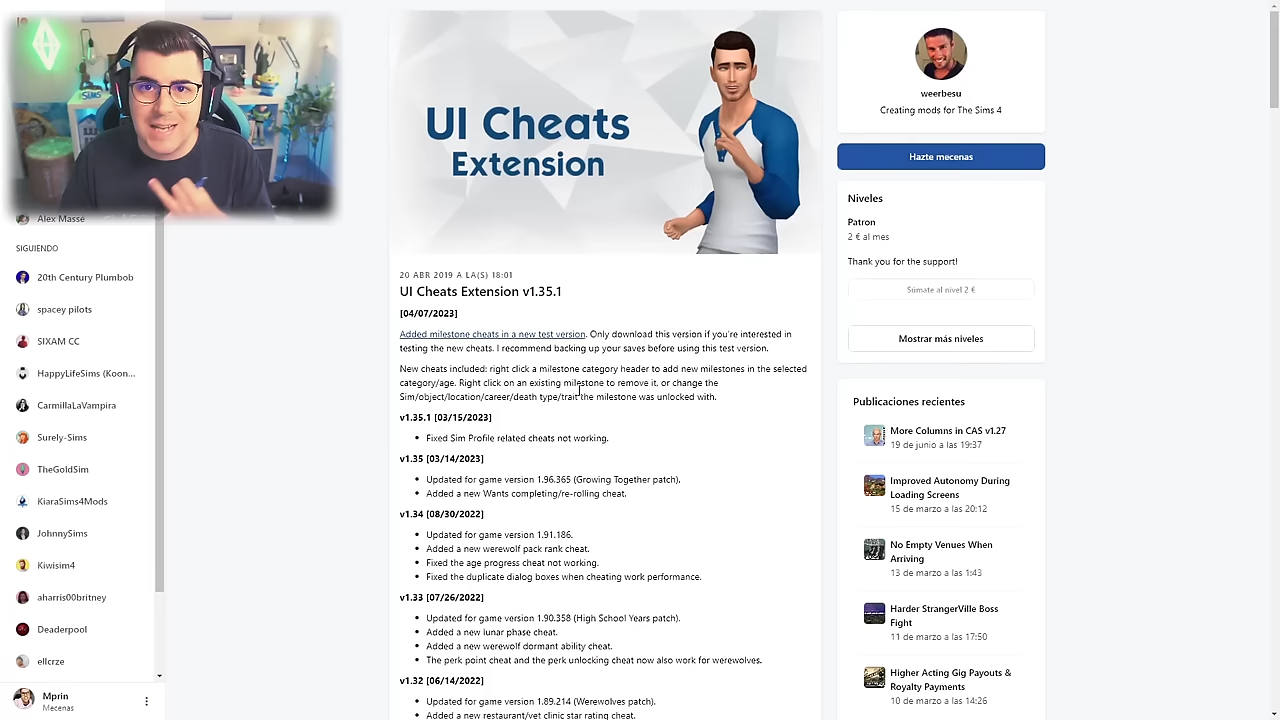 Alex Massé
SIGUIENDO
20th Century Plumbob
spacey pilots
SIXAM CC
HappyLifeSims (Koon...
CarmillaLaVampira
Surely-Sims
TheGoldSim
KiaraSims4Mods
JohnnySims
Kiwisim4
aharris00britney
Deaderpool
ellcrze
Mprin
Mecenas
UI Cheats
Extension
20 ABR 2019 A LA(S) 18:01
UI Cheats Extension v1.35.1
[04/07/2023]
Added milestone cheats in a new test version. Only download this version if you're interested in
testing the new cheats. I recommend backing up your saves before using this test version.
New cheats included: right click a milestone category header to add new milestones in the selected
category/age. Right click on an existing milestone to remove it, or change the
Sim/object/location/career/death type/trait the milestone was unlocked with.
v1.35.1 [03/15/2023]
• Fixed Sim Profile related cheats not working.
v1.35 [03/14/2023]
• Updated for game version 1.96.365 (Growing Together patch).
• Added a new Wants completing/re-rolling cheat.
v1.34 [08/30/2022]
• Updated for game version 1.91.186.
• Added a new werewolf pack rank cheat.
• Fixed the age progress cheat not working.
• Fixed the duplicate dialog boxes when cheating work performance.
v1.33 [07/26/2022]
• Updated for game version 1.90.358 (High School Years patch).
• Added a new lunar phase cheat.
• Added a new werewolf dormant ability cheat.
• The perk point cheat and the perk unlocking cheat now also work for werewolves.
v1.32 [06/14/2022]
• Updated for game version 1.89.214 (Werewolves patch).
• Added a new restaurant/vet clinic star rating cheat.
weerbesu
Creating mods for The Sims 4
Hazte mecenas
Niveles
Patron
2 € al mes
Thank you for the support!
Súmate al nivel 2 €
Mostrar más niveles
Publicaciones recientes
More Columns in CAS v1.27
19 de junio a las 19:37
Improved Autonomy During
Loading Screens
15 de marzo a las 20:12
No Empty Venues When
Arriving
13 de marzo a las 1:43
Harder StrangerVille Boss
Fight
11 de marzo a las 17:50
Higher Acting Gig Payouts &
Royalty Payments
10 de marzo a las 14:26